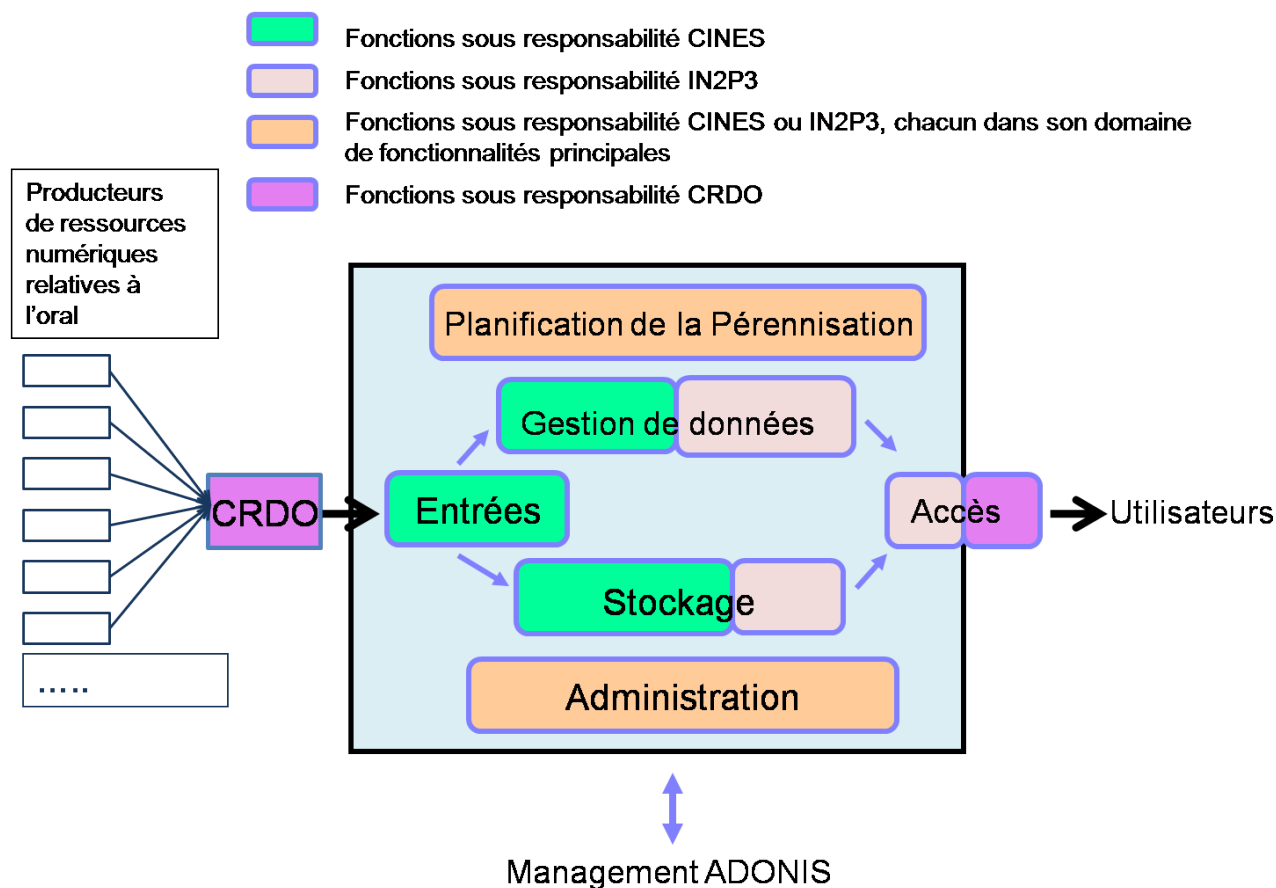 Fonctions sous responsabilité CINES
Fonctions sous responsabilité IN2P3
Fonctions sous responsabilité CINES ou IN2P3, chacun dans son domaine
de fonctionnalités principales
Fonctions sous responsabilité CRDO
Producteurs
de ressources
numériques
relatives à
l'oral
Planification de la Pérennisation
Gestion de données
CRDO
Entrées
Accès
Utilisateurs
Stockage
.....
Administration
Management ADONIS